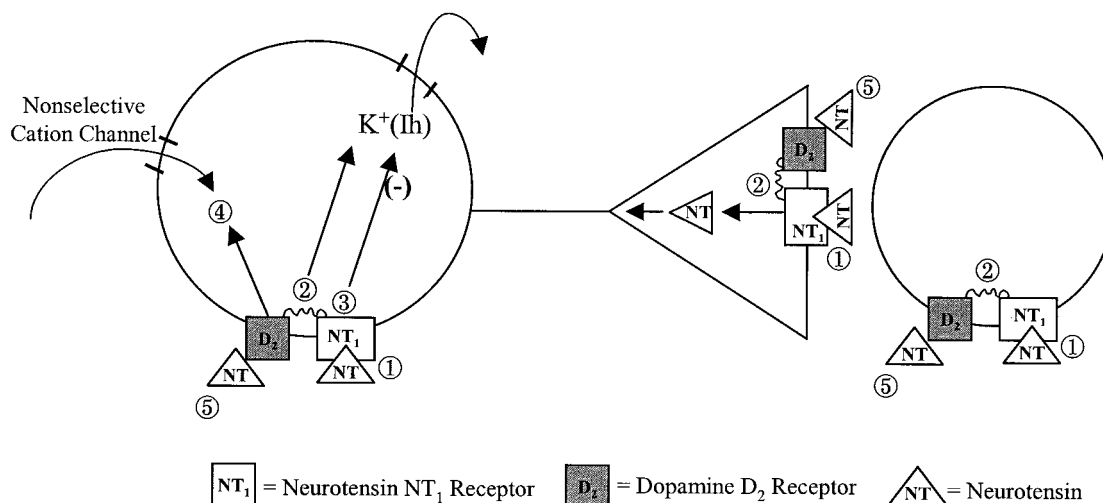 Nonselective
Cation Channel
K⁺(Ih)
(-)
④
②
③
D₂
NT₁
NT
NT
①
⑤
⑤
NT
D₂
②
NT
NT₁
NT
①
②
D₂
NT₁
NT
NT
①
⑤
NT₁ = Neurotensin NT₁ Receptor
D₂ = Dopamine D₂ Receptor
NT = Neurotensin